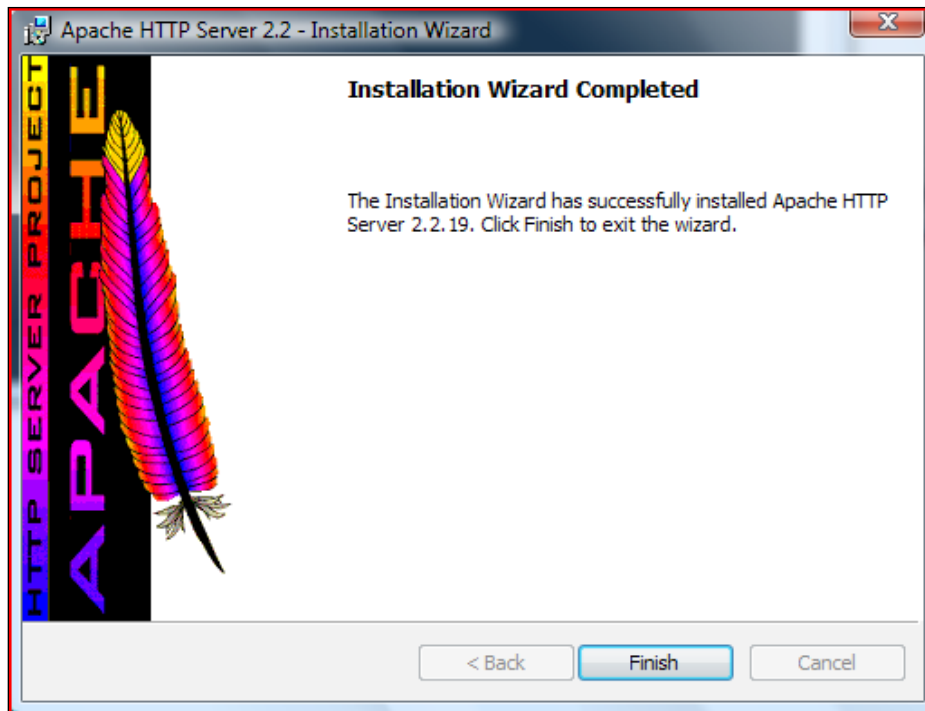 Apache HTTP Server 2.2 - Installation Wizard
HTTP SERVER PROJECT
APACHE
Installation Wizard Completed
The Installation Wizard has successfully installed Apache HTTP
Server 2.2.19. Click Finish to exit the wizard.
< Back
Finish
Cancel